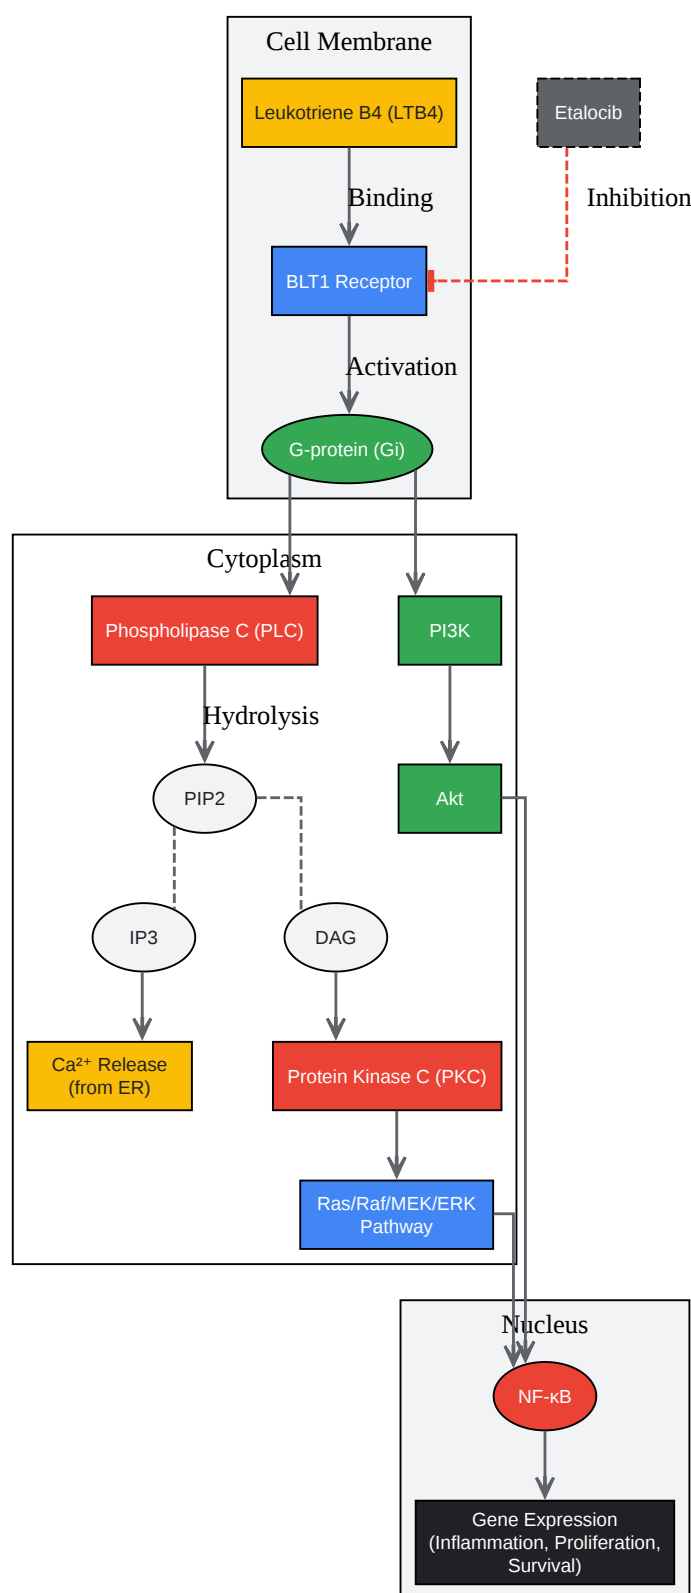 Cell Membrane
Leukotriene B4 (LTB4)
Etalocib
Binding
Inhibition
BLT1 Receptor
Activation
G-protein (Gi)
Cytoplasm
Phospholipase C (PLC)
PI3K
Hydrolysis
PIP2
Akt
IP3
DAG
Ca²⁺ Release
(from ER)
Protein Kinase C (PKC)
Ras/Raf/MEK/ERK
Pathway
Nucleus
NF-κB
Gene Expression
(Inflammation, Proliferation,
Survival)